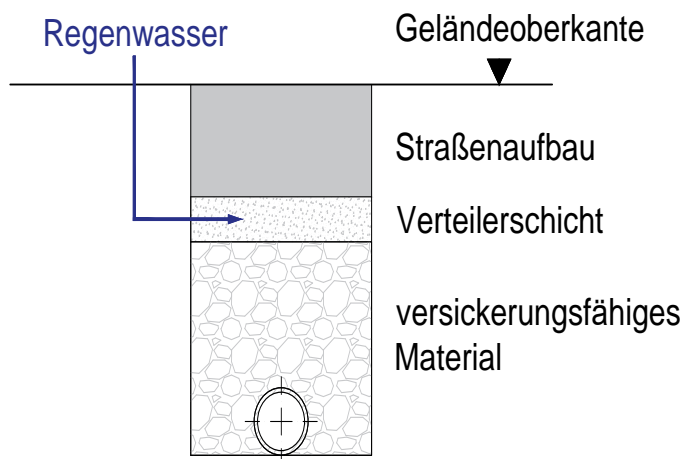 Regenwasser
Geländeoberkante
Straßenaufbau
Verteilerschicht
versickerungsfähiges
Material